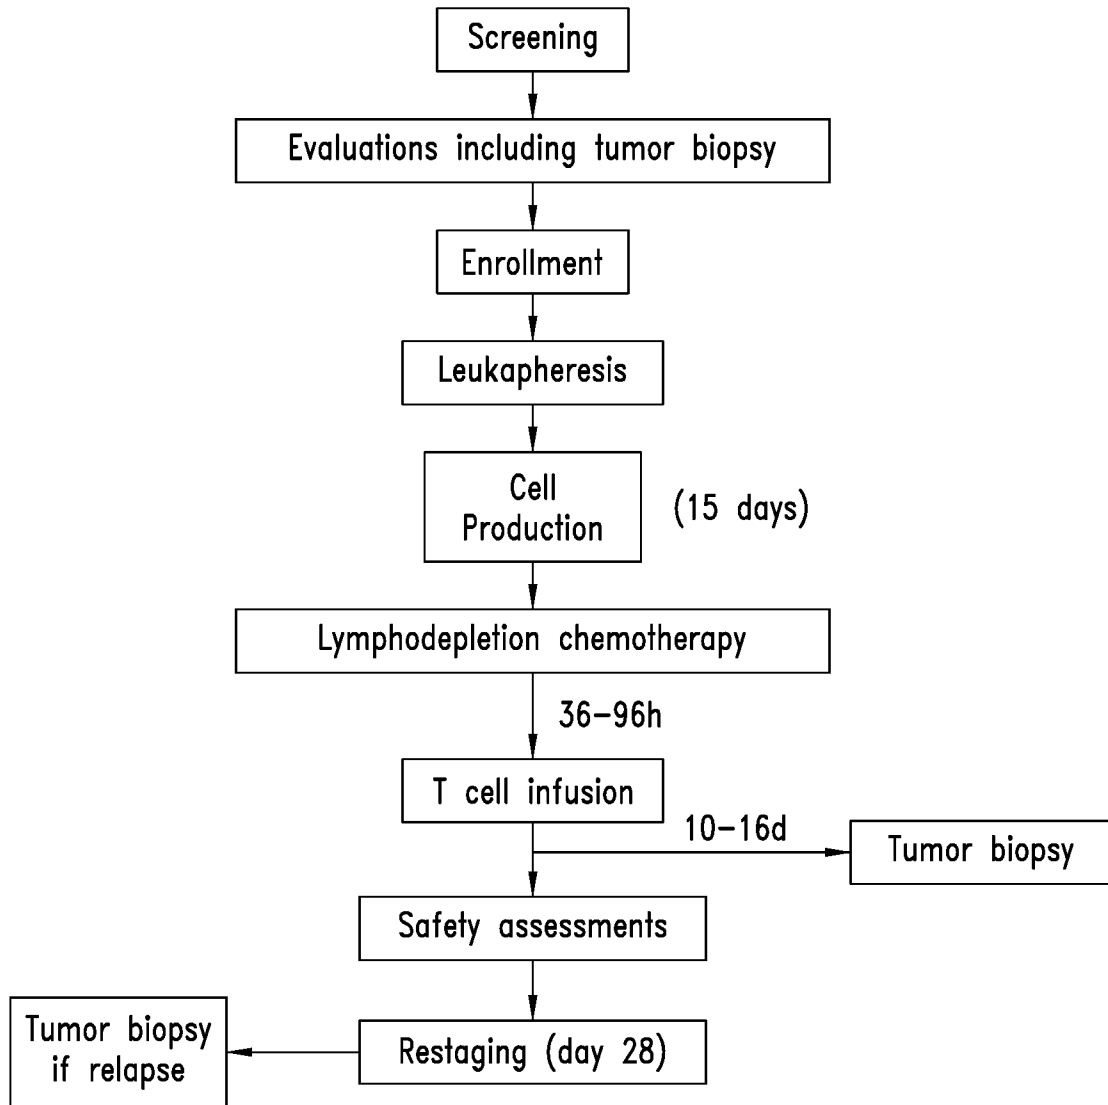 Screening
Evaluations including tumor biopsy
Enrollment
Leukapheresis
Cell
Production
(15 days)
Lymphodepletion chemotherapy
36-96h
T cell infusion
10-16d
Tumor biopsy
Safety assessments
Restaging (day 28)
Tumor biopsy
if relapse